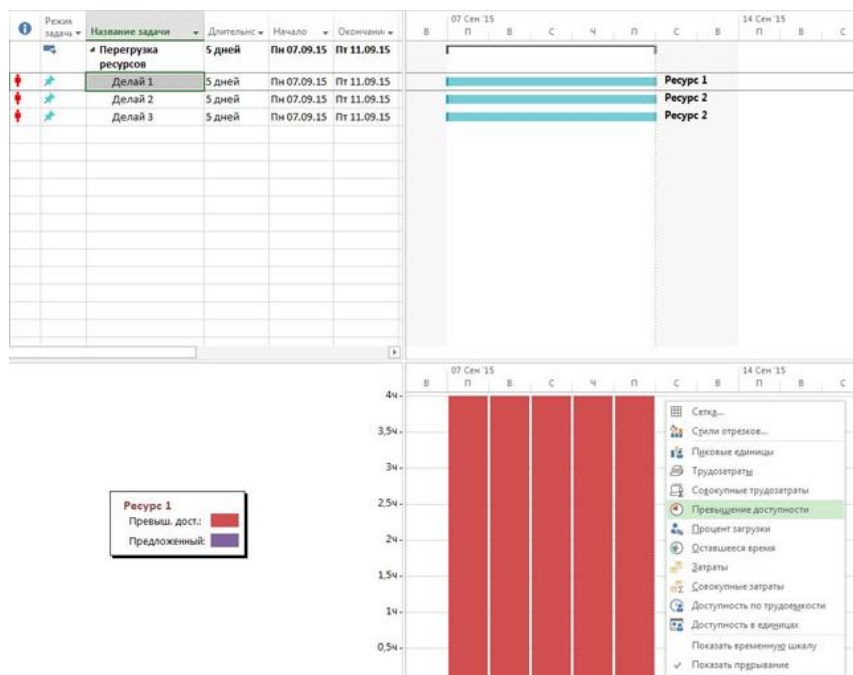 Режим задачи Название задачи Длительнс Начало Окончани
07 Сен '15 14 Сен '15
В П В С Ч П С В П В С
Перегрузка ресурсов 5 дней Пн 07.09.15 Пт 11.09.15
Делай 1 5 дней Пн 07.09.15 Пт 11.09.15 Ресурс 1
Делай 2 5 дней Пн 07.09.15 Пт 11.09.15 Ресурс 2
Делай 3 5 дней Пн 07.09.15 Пт 11.09.15 Ресурс 2
07 Сен '15 14 Сен '15
В П В С Ч П С В П В С
Ресурс 1
Превыш. дост.:
Предложенный:
4ч
3,5ч
3ч
2,5ч
2ч
1,5ч
1ч
0,5ч
Сетка...
Стили отрезков...
Пиковые единицы
Трудозатраты
Совокупные трудозатраты
Превышение доступности
Процент загрузки
Оставшееся время
Затраты
Совокупные затраты
Доступность по трудоемкости
Доступность в единицах
Показать временную шкалу
Показать прерывание